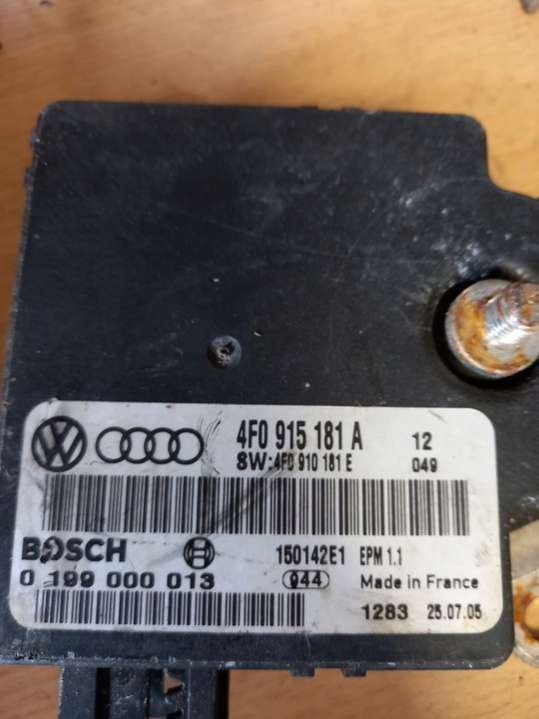 4F0 915 181 A 12
8W:4F0 910 181 E 049
BOSCH 150142E1 EPM 1.1
0 199 000 013 944 Made in France
1283 25.07.05